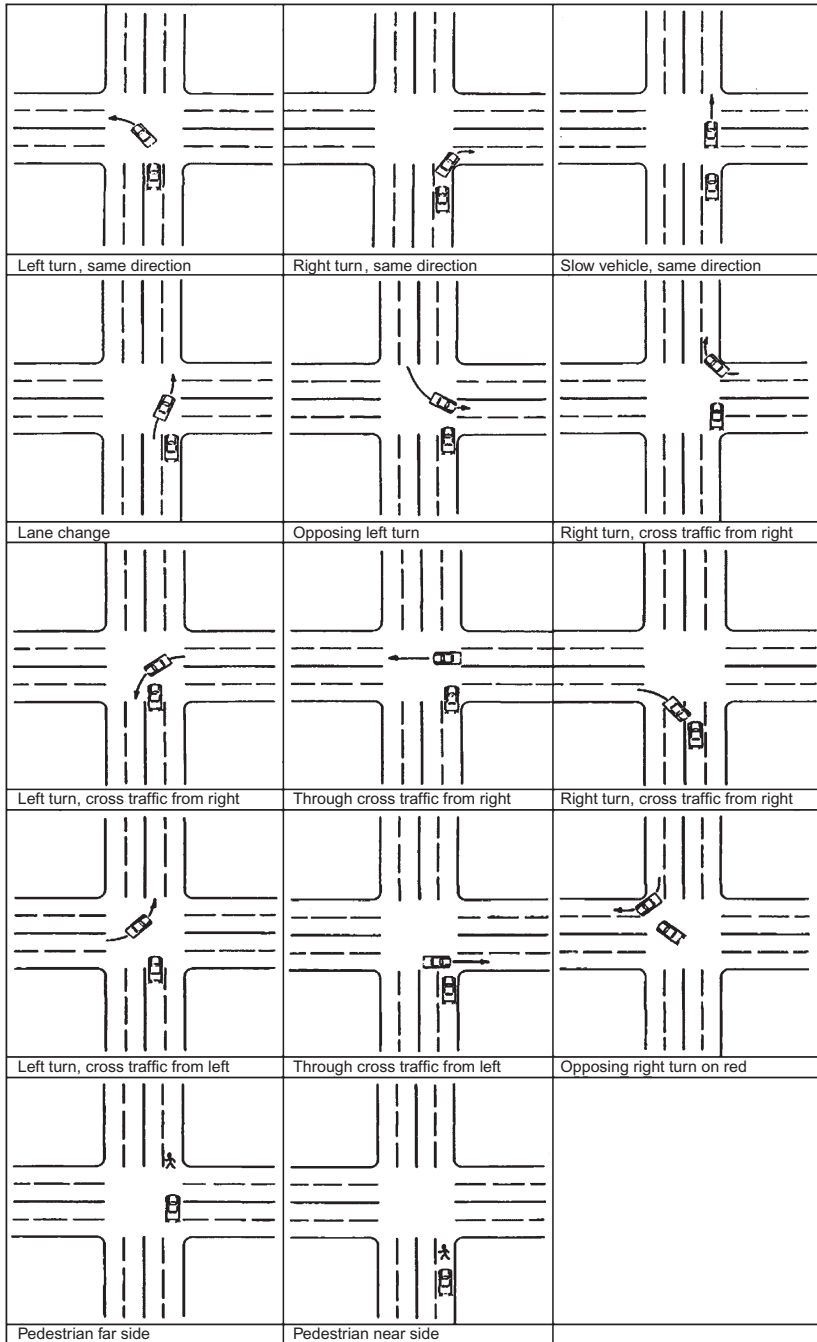 Left turn, same direction
Right turn, same direction
Slow vehicle, same direction
Lane change
Opposing left turn
Right turn, cross traffic from right
Left turn, cross traffic from right
Through cross traffic from right
Right turn, cross traffic from right
Left turn, cross traffic from left
Through cross traffic from left
Opposing right turn on red
Pedestrian far side
Pedestrian near side